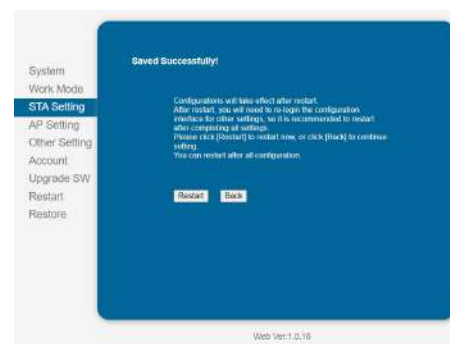 System
Work Mode
STA Setting
AP Setting
Other Setting
Account
Upgrade SW
Restart
Restore
Saved Successfully!
Configurations will take effect after restart.
After restart, you will need to re-login the configuration
interface for other settings, so it is recommended to restart
after completing all settings.
Please click [Restart] to restart now, or click [Back] to continue
setting.
You can restart after all configuration.
Restart Back
Web Ver:1.0.16